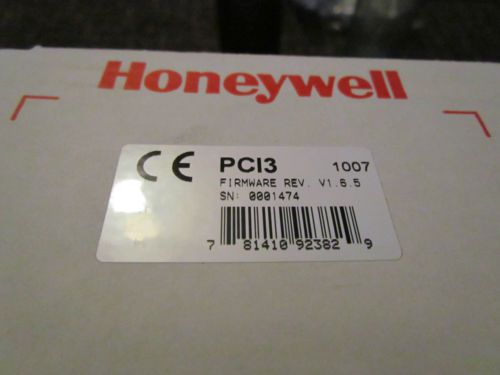 Honeywell
CE PCI3 1007
FIRMWARE REV. V1.6.5
SN: 0001474
7 81410 92382 9